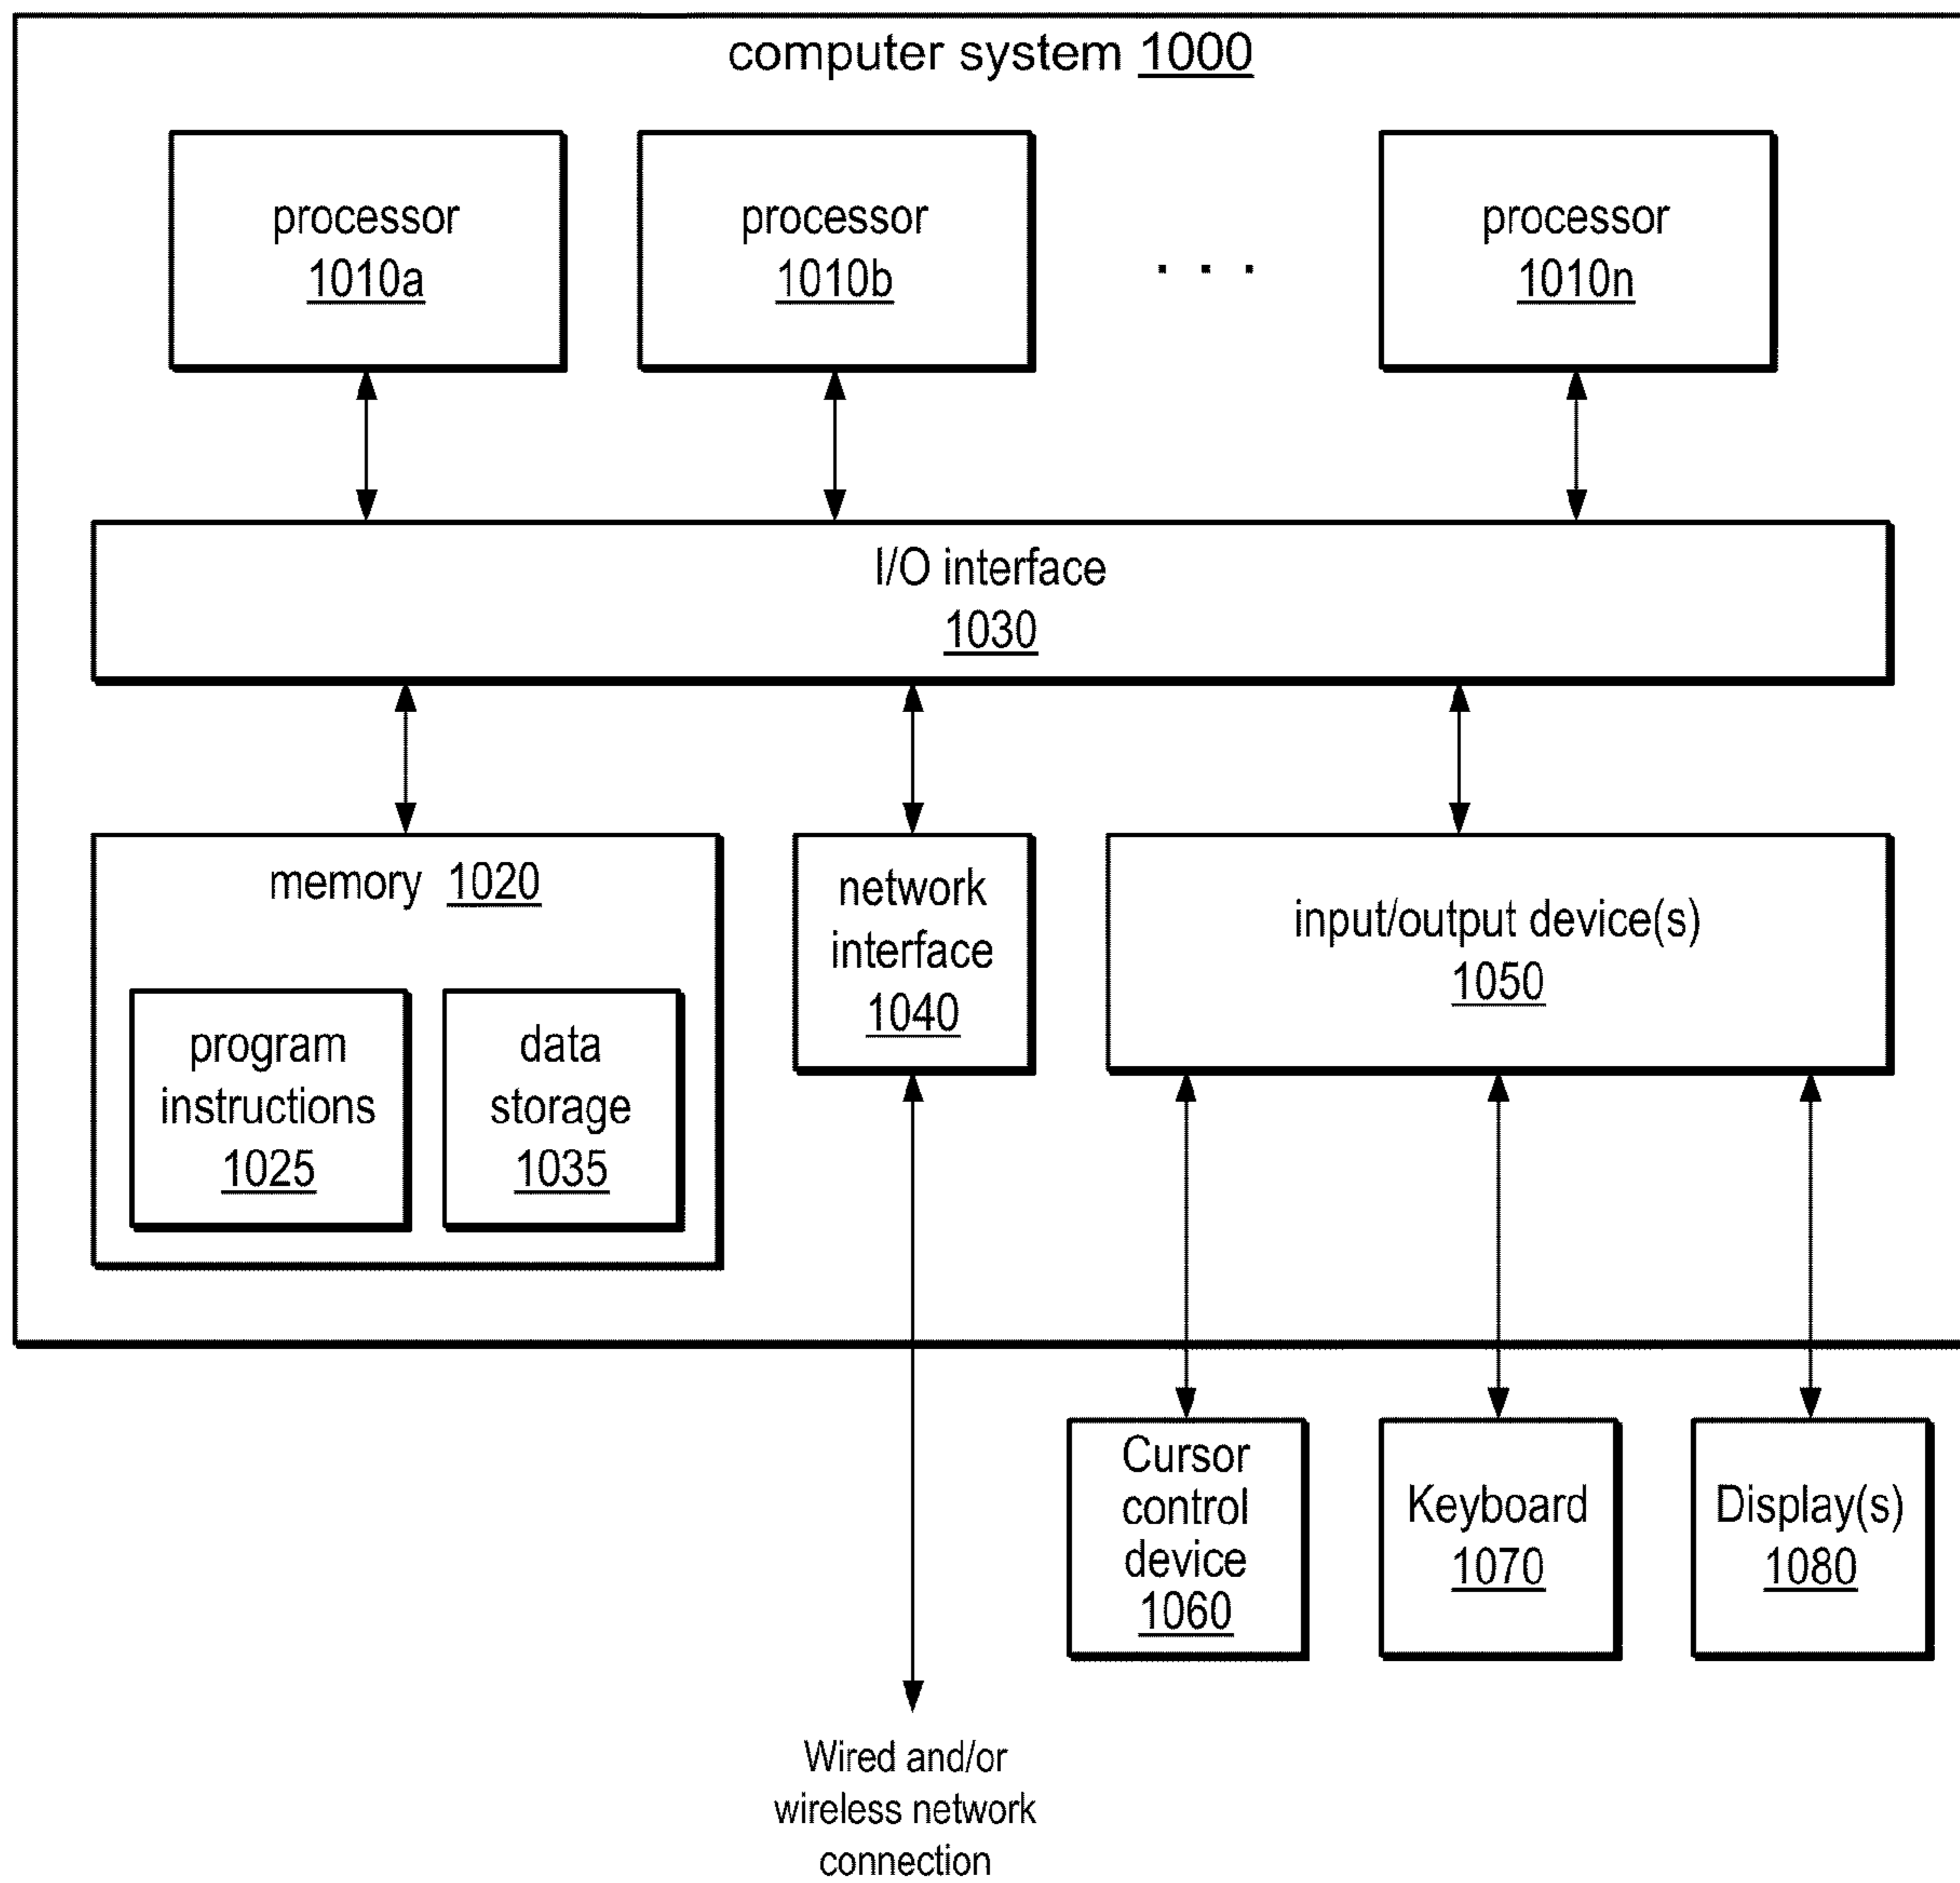 computer system 1000
processor
1010a
processor
1010b
. . .
processor
1010n
I/O interface
1030
memory 1020
program
instructions
1025
data
storage
1035
network
interface
1040
input/output device(s)
1050
Cursor
control
device
1060
Keyboard
1070
Display(s)
1080
Wired and/or
wireless network
connection